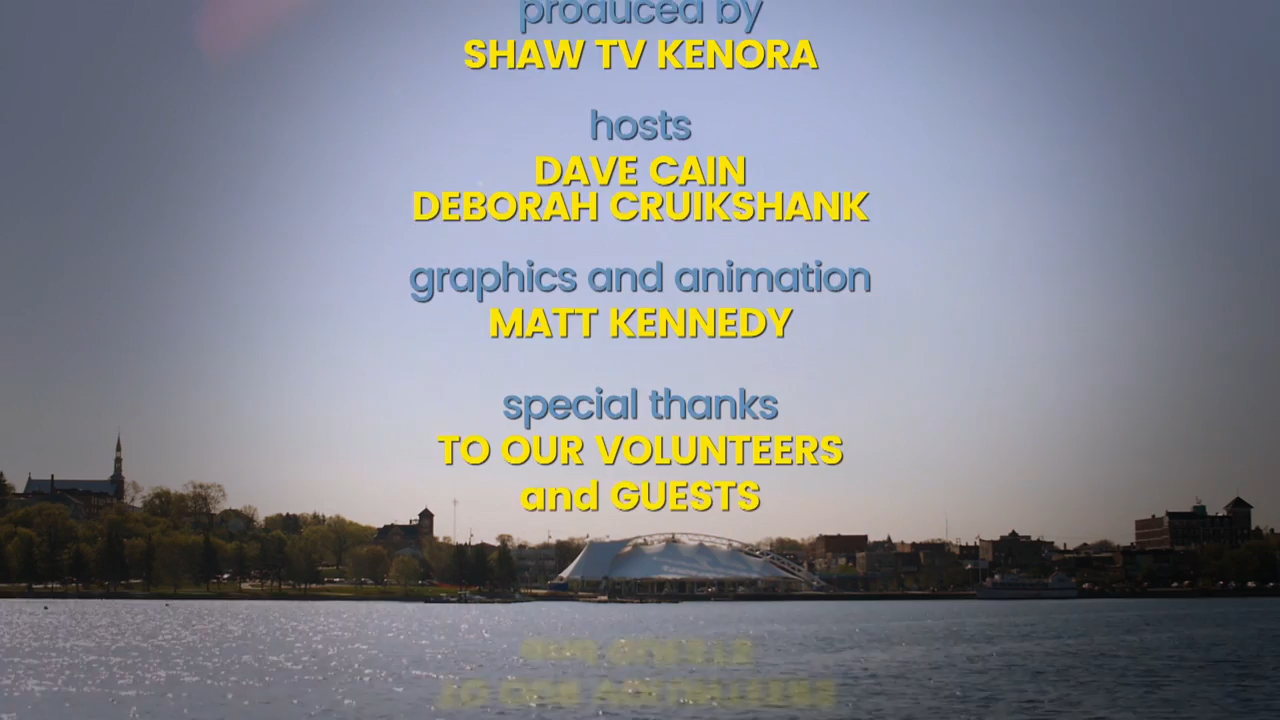 produced by
SHAW TV KENORA
hosts
DAVE CAIN
DEBORAH CRUIKSHANK
graphics and animation
MATT KENNEDY
special thanks
TO OUR VOLUNTEERS
and GUESTS